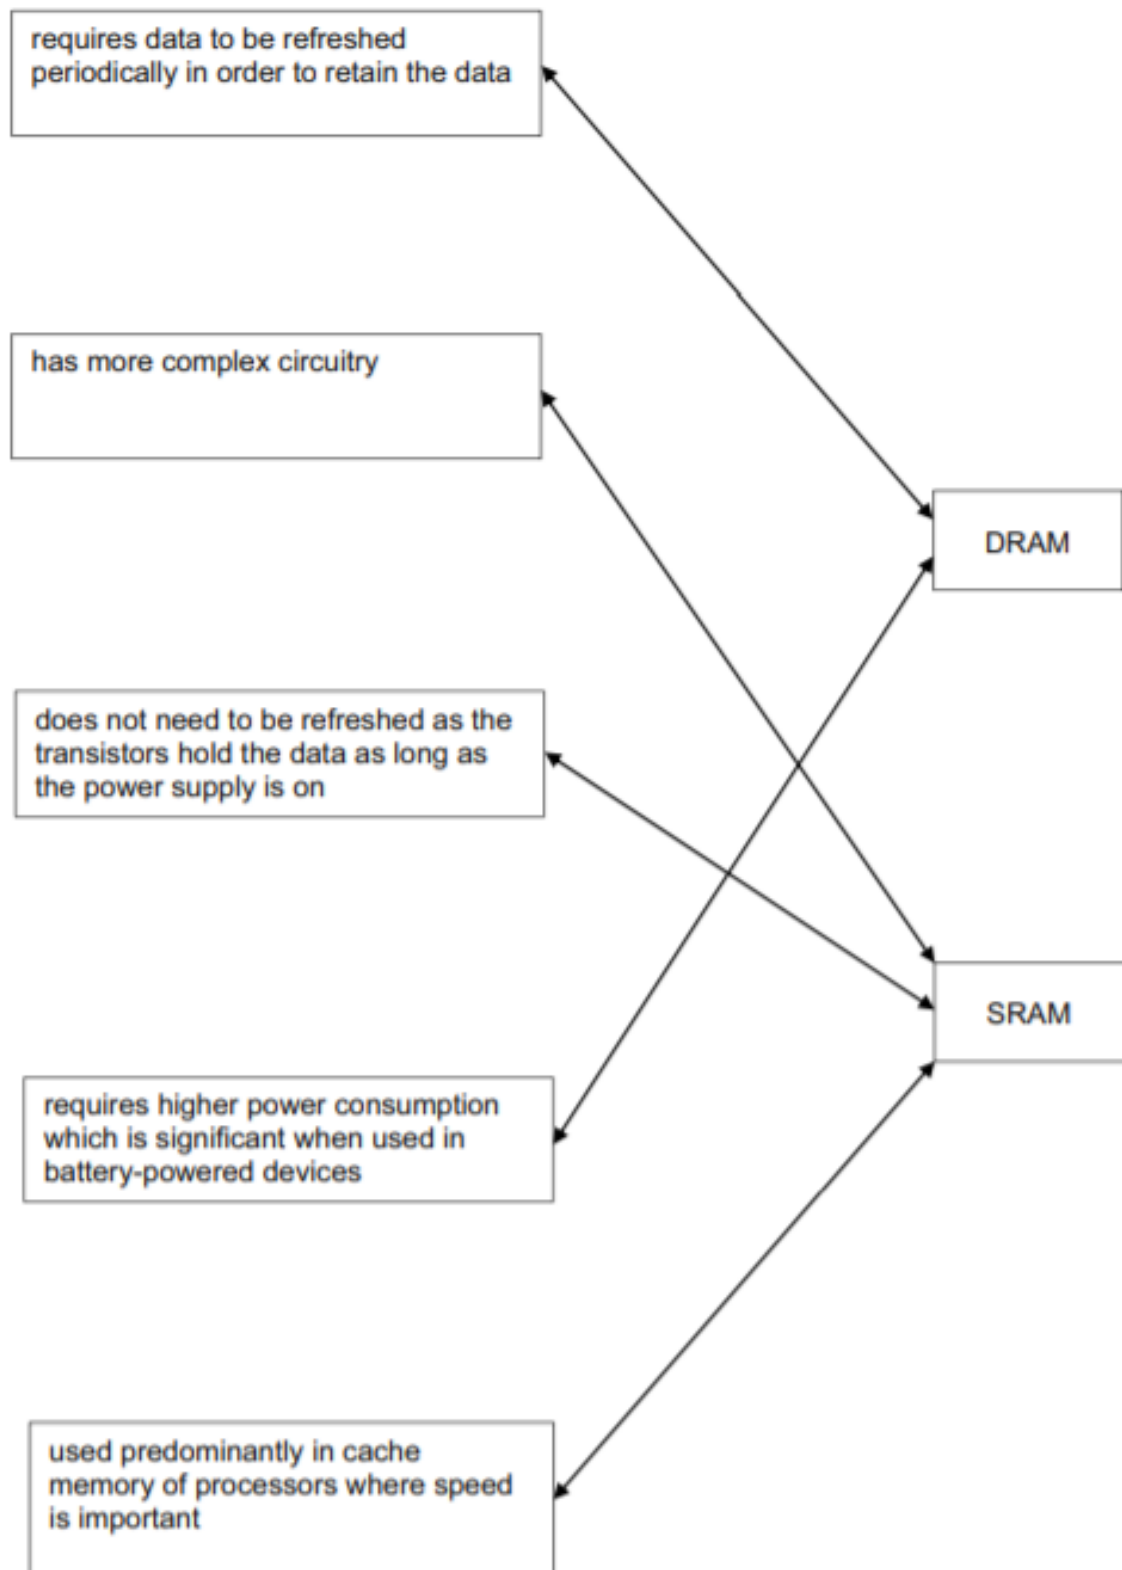 requires data to be refreshed
periodically in order to retain the data
has more complex circuitry
DRAM
does not need to be refreshed as the
transistors hold the data as long as
the power supply is on
SRAM
requires higher power consumption
which is significant when used in
battery-powered devices
used predominantly in cache
memory of processors where speed
is important